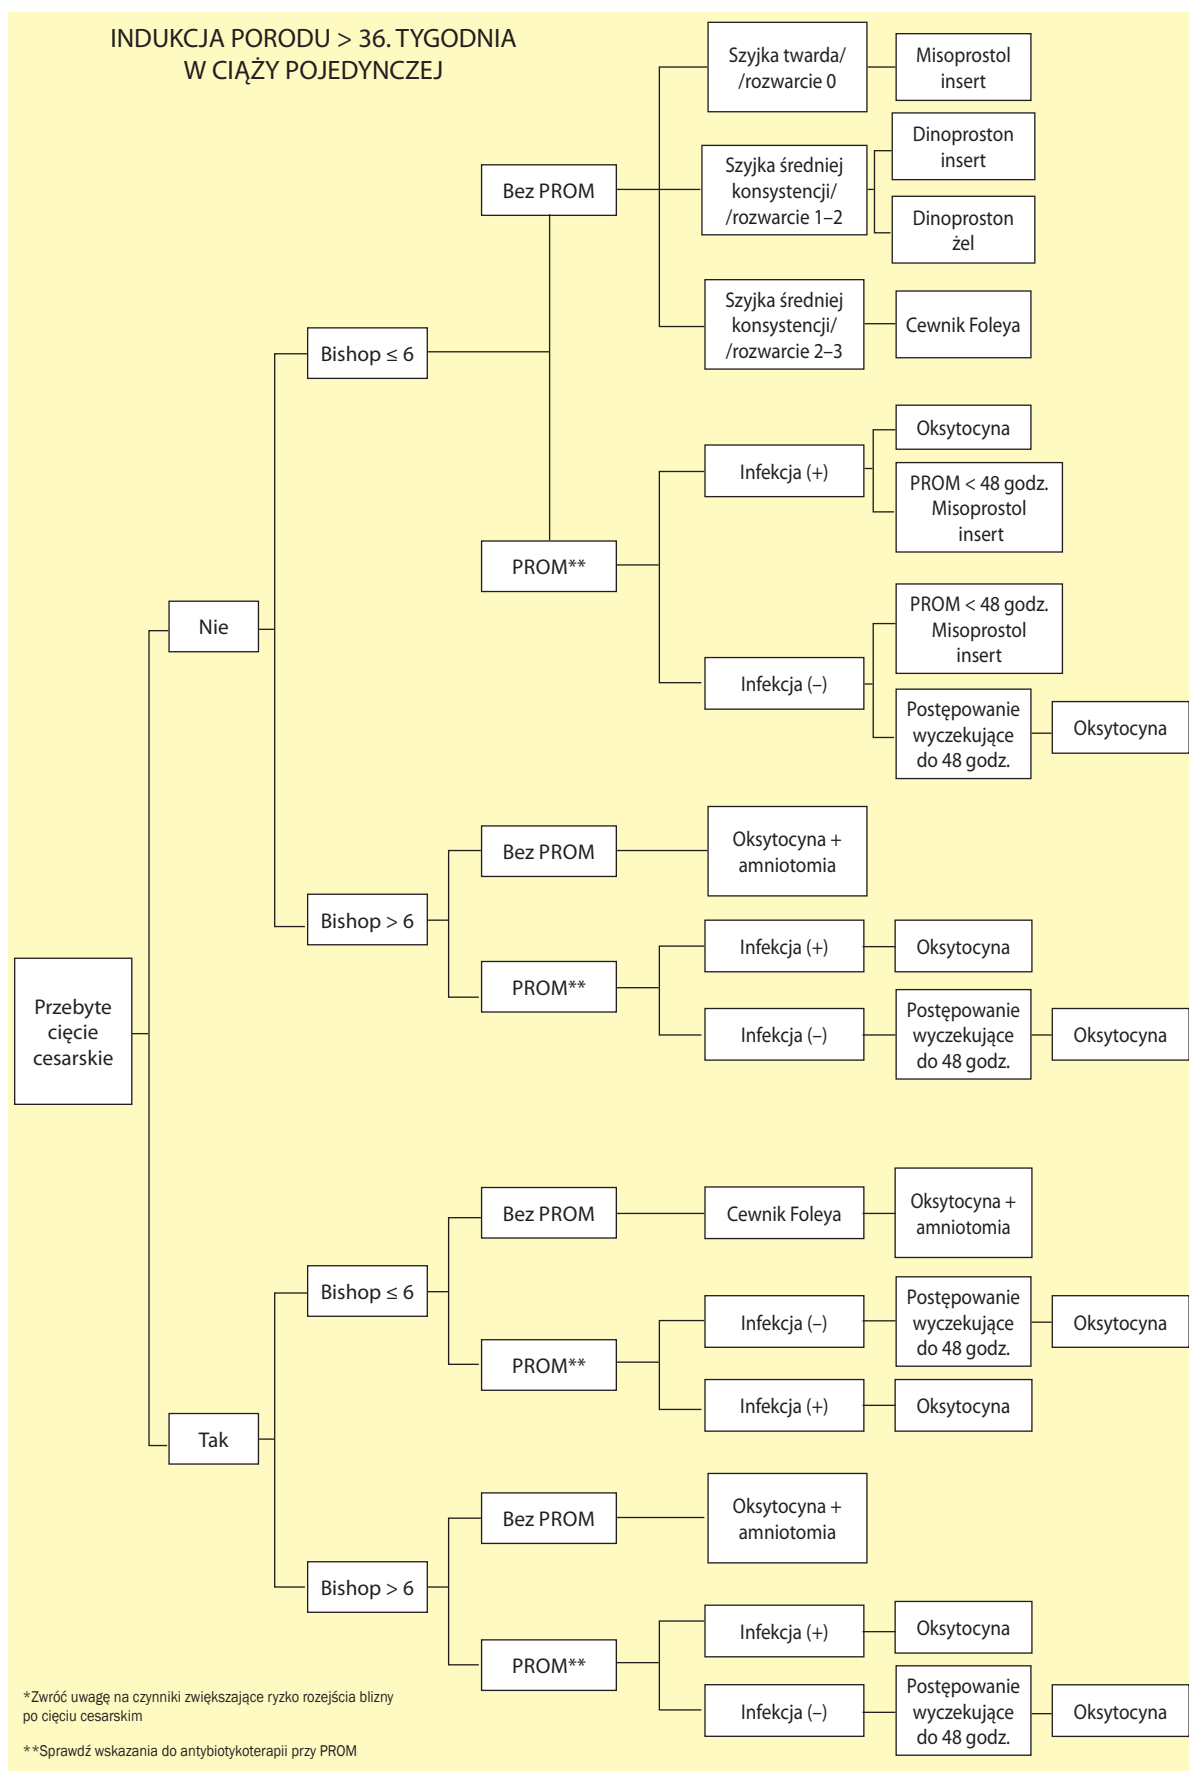 INDUKCJA PORODU > 36. TYGODNIA
W CIĄŻY POJEDYNCZEJ
Przebyte
cięcie
cesarskie
Nie
Bishop ≤ 6
Bez PROM
Szyjka twarda/
/rozwarcie 0
Misoprostol
insert
Szyjka średniej
konsystencji/
/rozwarcie 1–2
Dinoproston
insert
Dinoproston
żel
Szyjka średniej
konsystencji/
/rozwarcie 2–3
Cewnik Foleya
PROM**
Infekcja (+)
Oksytocyna
PROM < 48 godz.
Misoprostol
insert
Infekcja (–)
PROM < 48 godz.
Misoprostol
insert
Postępowanie
wyczekujące
do 48 godz.
Oksytocyna
Bishop > 6
Bez PROM
Oksytocyna +
amniotomia
PROM**
Infekcja (+)
Oksytocyna
Infekcja (–)
Postępowanie
wyczekujące
do 48 godz.
Oksytocyna
Tak
Bishop ≤ 6
Bez PROM
Cewnik Foleya
Oksytocyna +
amniotomia
PROM**
Infekcja (–)
Postępowanie
wyczekujące
do 48 godz.
Oksytocyna
Infekcja (+)
Oksytocyna
Bishop > 6
Bez PROM
Oksytocyna +
amniotomia
PROM**
Infekcja (+)
Oksytocyna
Infekcja (–)
Postępowanie
wyczekujące
do 48 godz.
Oksytocyna
*Zwróć uwagę na czynniki zwiększające ryzko rozejścia blizny
po cięciu cesarskim
**Sprawdź wskazania do antybiotykoterapii przy PROM